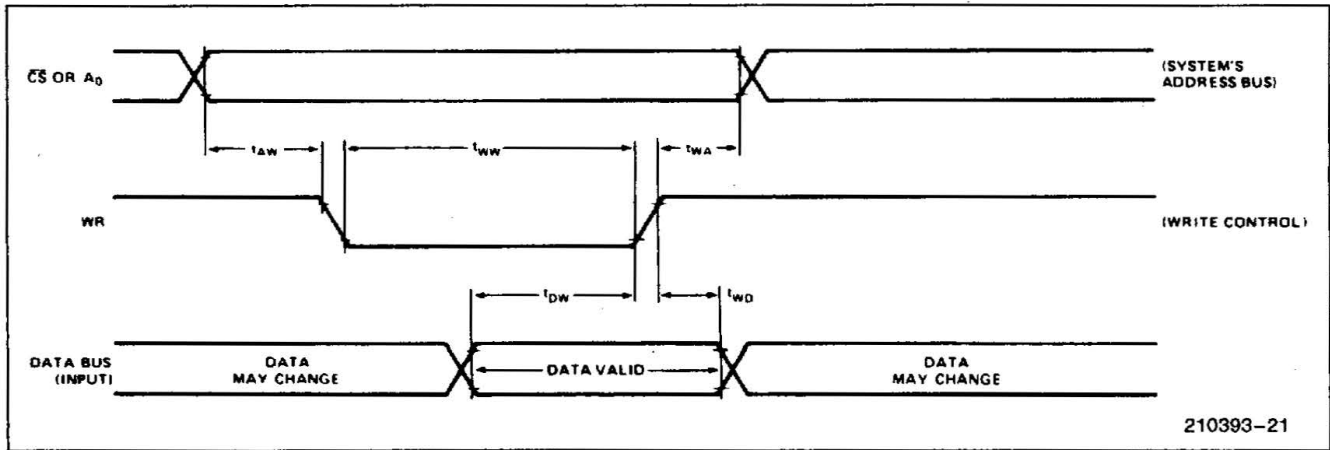 C̅S̅ OR A₀
(SYSTEM'S
ADDRESS BUS)
tAW
tWW
tWA
WR
(WRITE CONTROL)
tDW
tWD
DATA BUS
(INPUT)
DATA
MAY CHANGE
DATA VALID
DATA
MAY CHANGE
210393-21